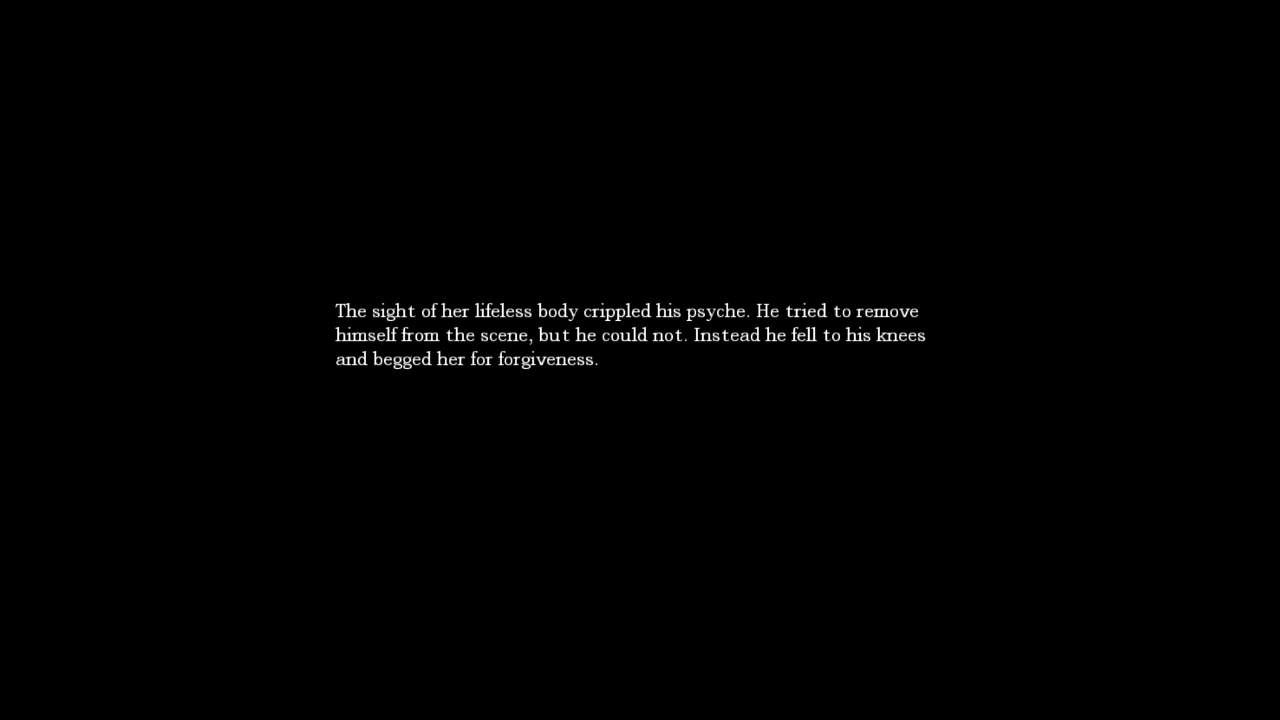 The sight of her lifeless body crippled his psyche. He tried to remove
himself from the scene, but he could not. Instead he fell to his knees
and begged her for forgiveness.